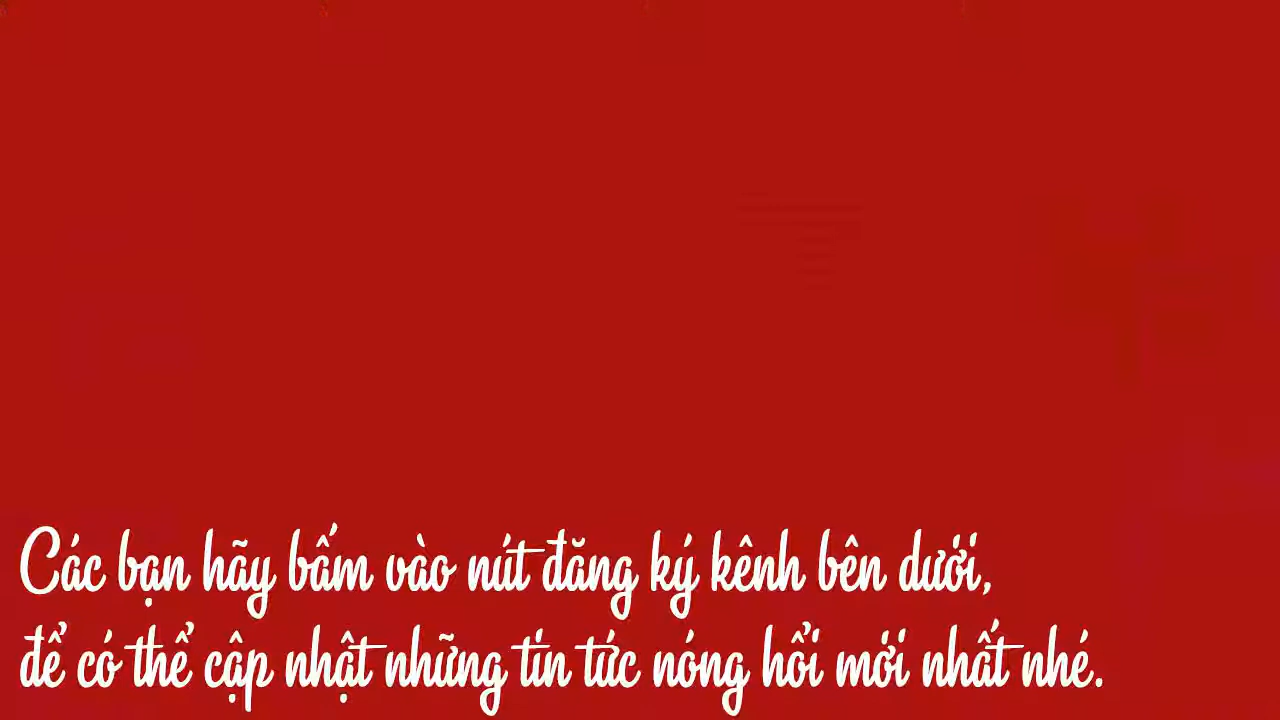 Các bạn hãy bấm vào nút đăng ký kênh bên dưới,
để có thể cập nhật những tin tức nóng hổi mới nhất nhé.